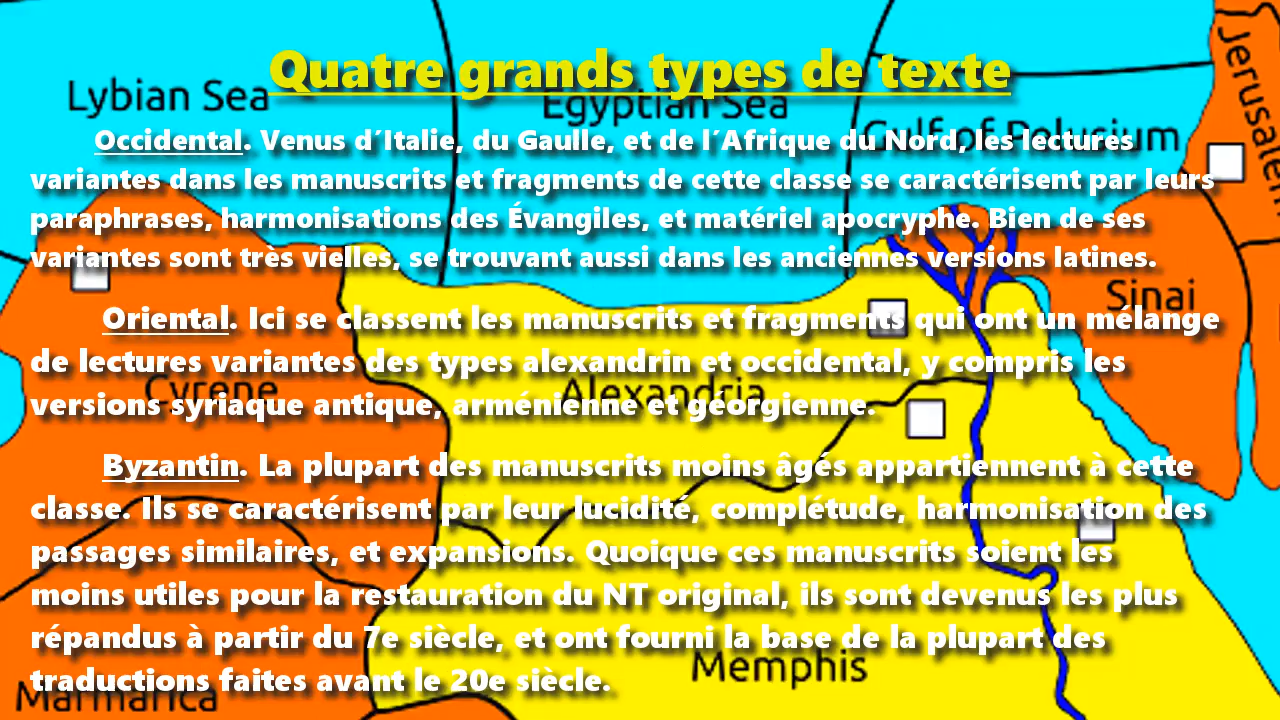 Quatre grands types de texte
Lybian Sea
Egyptian Sea
Gulf of Pelusium
Jerusalem
Occidental. Venus d´Italie, du Gaulle, et de l´Afrique du Nord, les lectures
variantes dans les manuscrits et fragments de cette classe se caractérisent par leurs
paraphrases, harmonisations des Évangiles, et matériel apocryphe. Bien de ses
variantes sont très vielles, se trouvant aussi dans les anciennes versions latines.
Sinai
Oriental. Ici se classent les manuscrits et fragments qui ont un mélange
de lectures variantes des types alexandrin et occidental, y compris les
versions syriaque antique, arménienne et géorgienne.
Cyrene
Alexandria
Byzantin. La plupart des manuscrits moins âgés appartiennent à cette
classe. Ils se caractérisent par leur lucidité, complétude, harmonisation des
passages similaires, et expansions. Quoique ces manuscrits soient les
moins utiles pour la restauration du NT original, ils sont devenus les plus
répandus à partir du 7e siècle, et ont fourni la base de la plupart des
traductions faites avant le 20e siècle.
Memphis
Marmarica